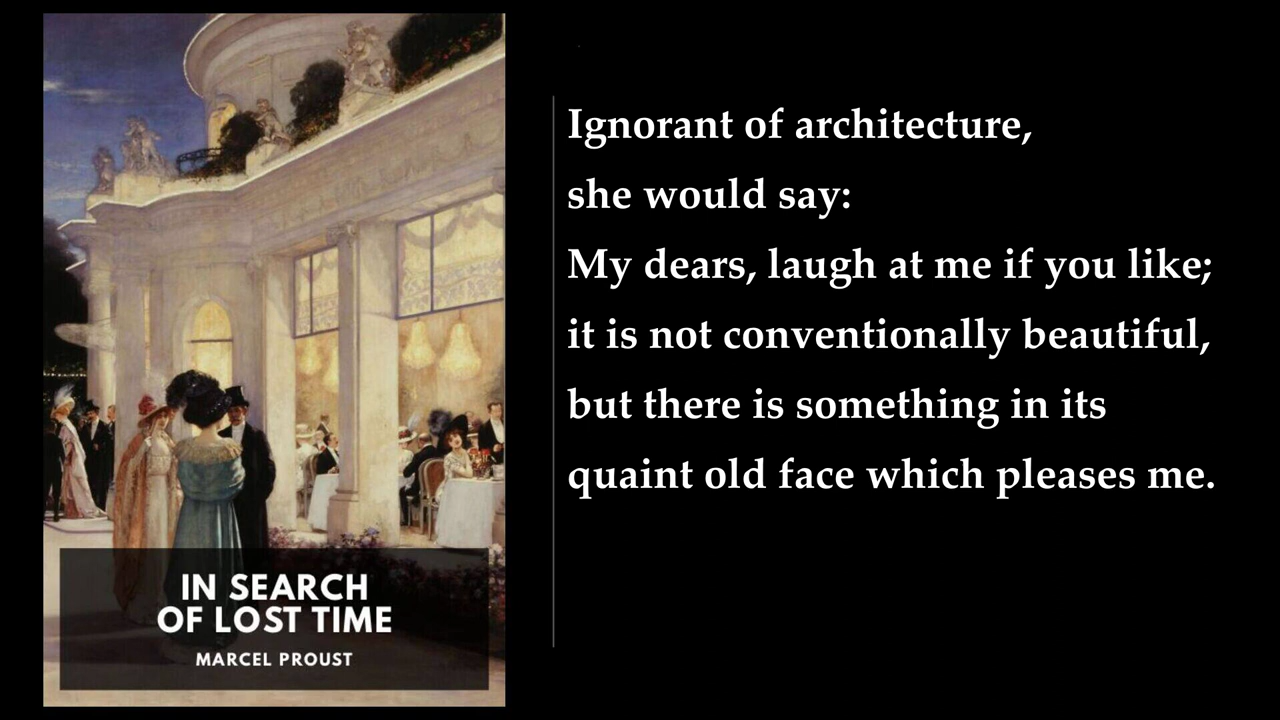 Ignorant of architecture,
she would say:
My dears, laugh at me if you like;
it is not conventionally beautiful,
but there is something in its
quaint old face which pleases me.
IN SEARCH
OF LOST TIME
MARCEL PROUST